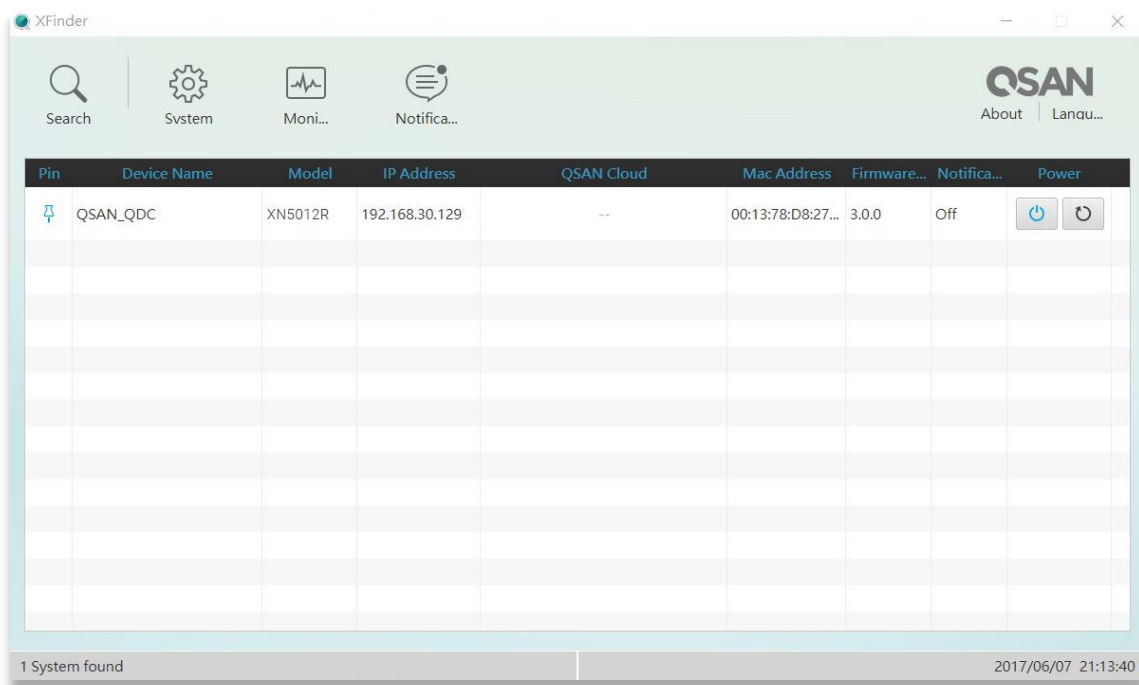 XFinder
Search System Moni... Notifica...
QSAN
About Langu...
Pin Device Name Model IP Address QSAN Cloud Mac Address Firmware... Notifica... Power
QSAN_QDC XN5012R 192.168.30.129 -- 00:13:78:D8:27... 3.0.0 Off
1 System found 2017/06/07 21:13:40